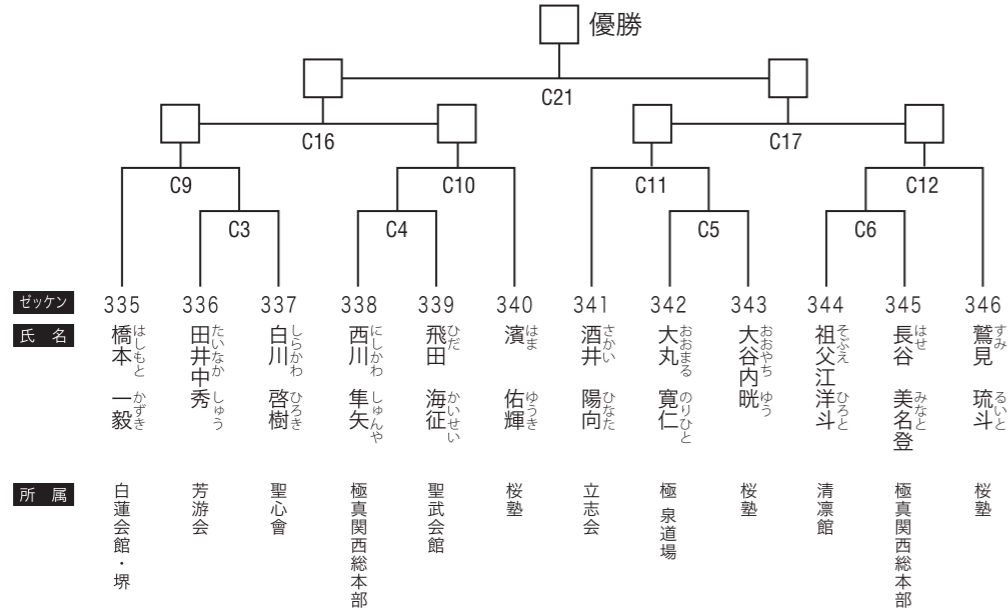 優勝
C21
C16
C17
C9
C10
C11
C12
C3
C4
C5
C6
ゼッケン
335
336
337
338
339
340
341
342
343
344
345
346
氏 名
橋本 一毅
はしもと かずき
田井中秀
たいなか しゅう
白川 啓樹
しらかわ ひろき
西川 隼矢
にしかわ しゅんや
飛田 海征
ひだ かいせい
濱 佑輝
はま ゆうき
酒井 陽向
さかい ひなた
大丸 寛仁
おおまる のりひと
大谷内晄
おおやち ゆう
祖父江洋斗
そぶえ ひろと
長谷 美名登
はせ みなと
鷲見 琉斗
すみ るいと
所 属
白蓮会館・堺
芳游会
聖心會
極真関西総本部
聖武会館
桜塾
立志会
極 泉道場
桜塾
清凛館
極真関西総本部
桜塾